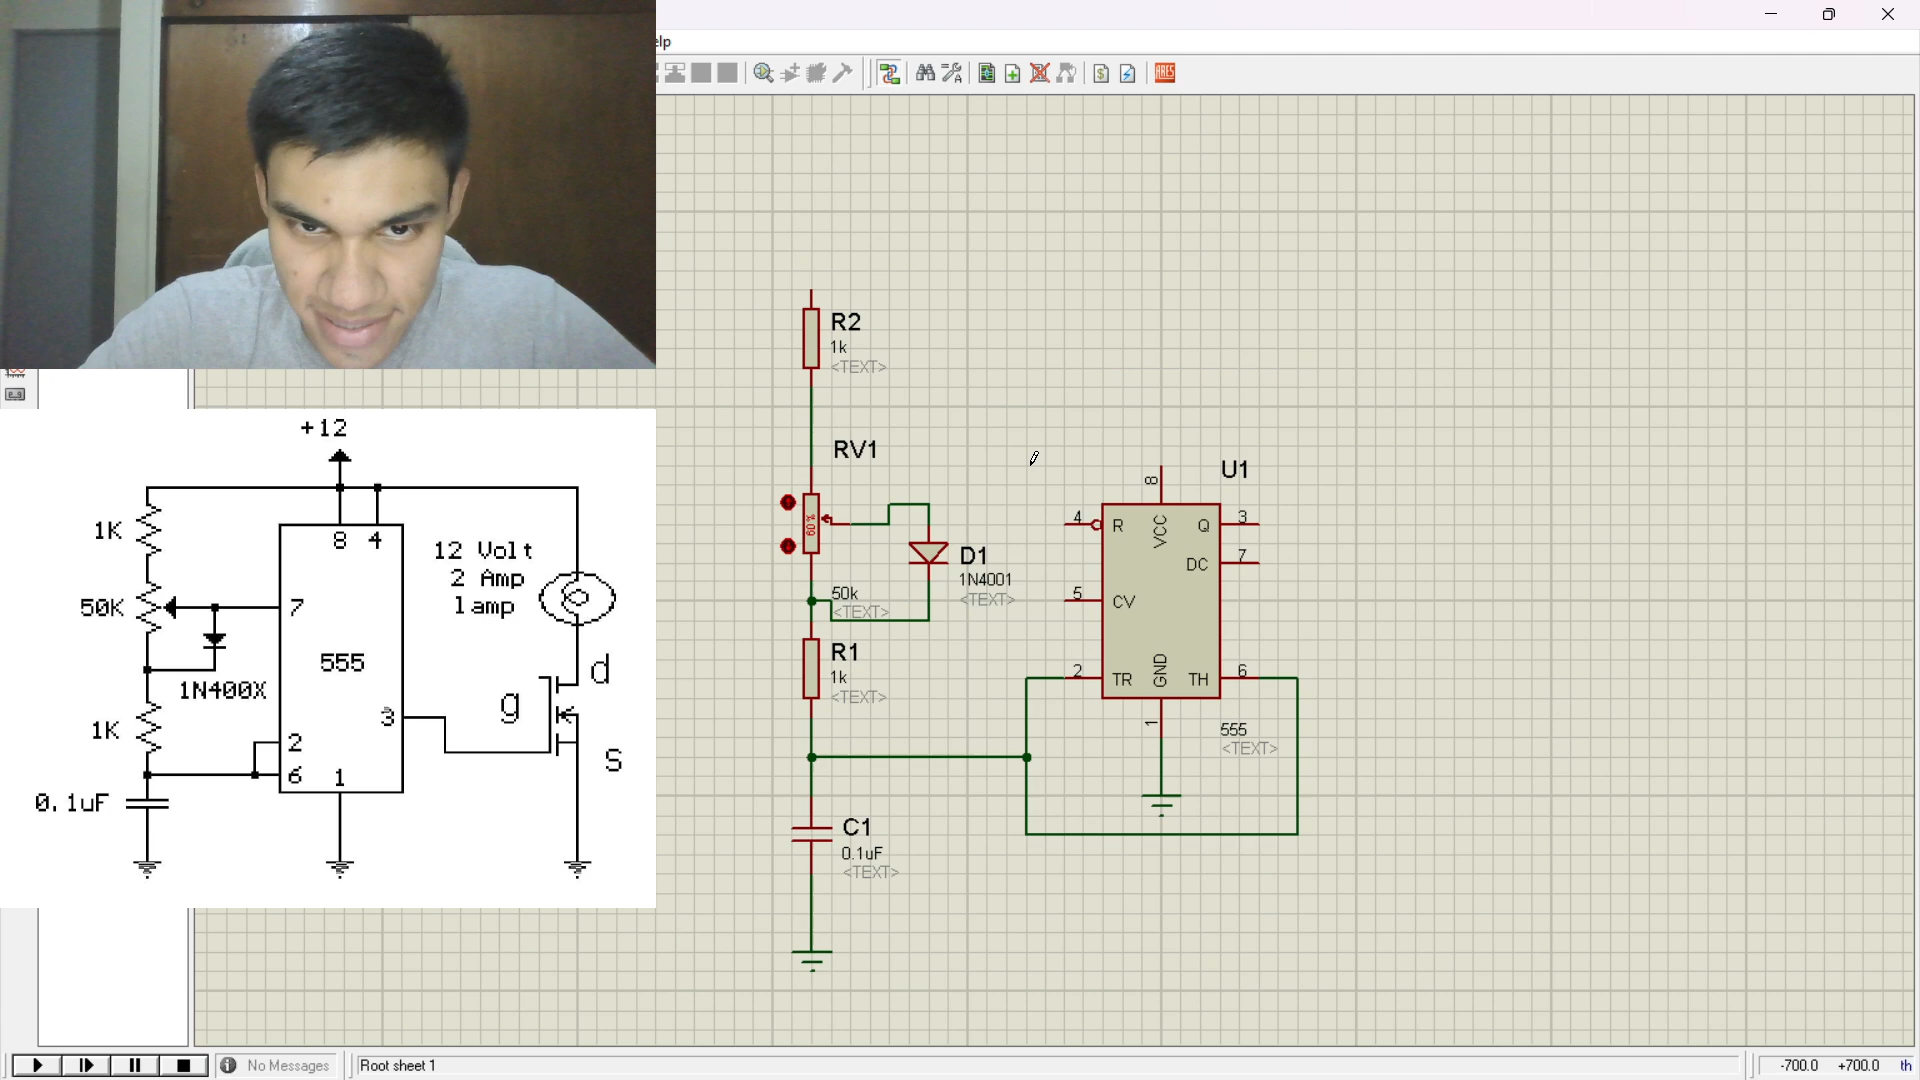 elp
ARES
R2
1k
<TEXT>
RV1
60%
50k
<TEXT>
D1
1N4001
<TEXT>
R1
1k
<TEXT>
C1
0.1uF
<TEXT>
U1
8
4
R
VCC
Q
3
DC
7
5
CV
2
TR
GND
TH
6
1
555
<TEXT>
+12
1K
8
4
12 Volt
2 Amp
lamp
50K
7
555
d
1N400X
g
3
1K
2
S
6
1
0.1uF
No Messages
Root sheet 1
-700.0
+700.0
th